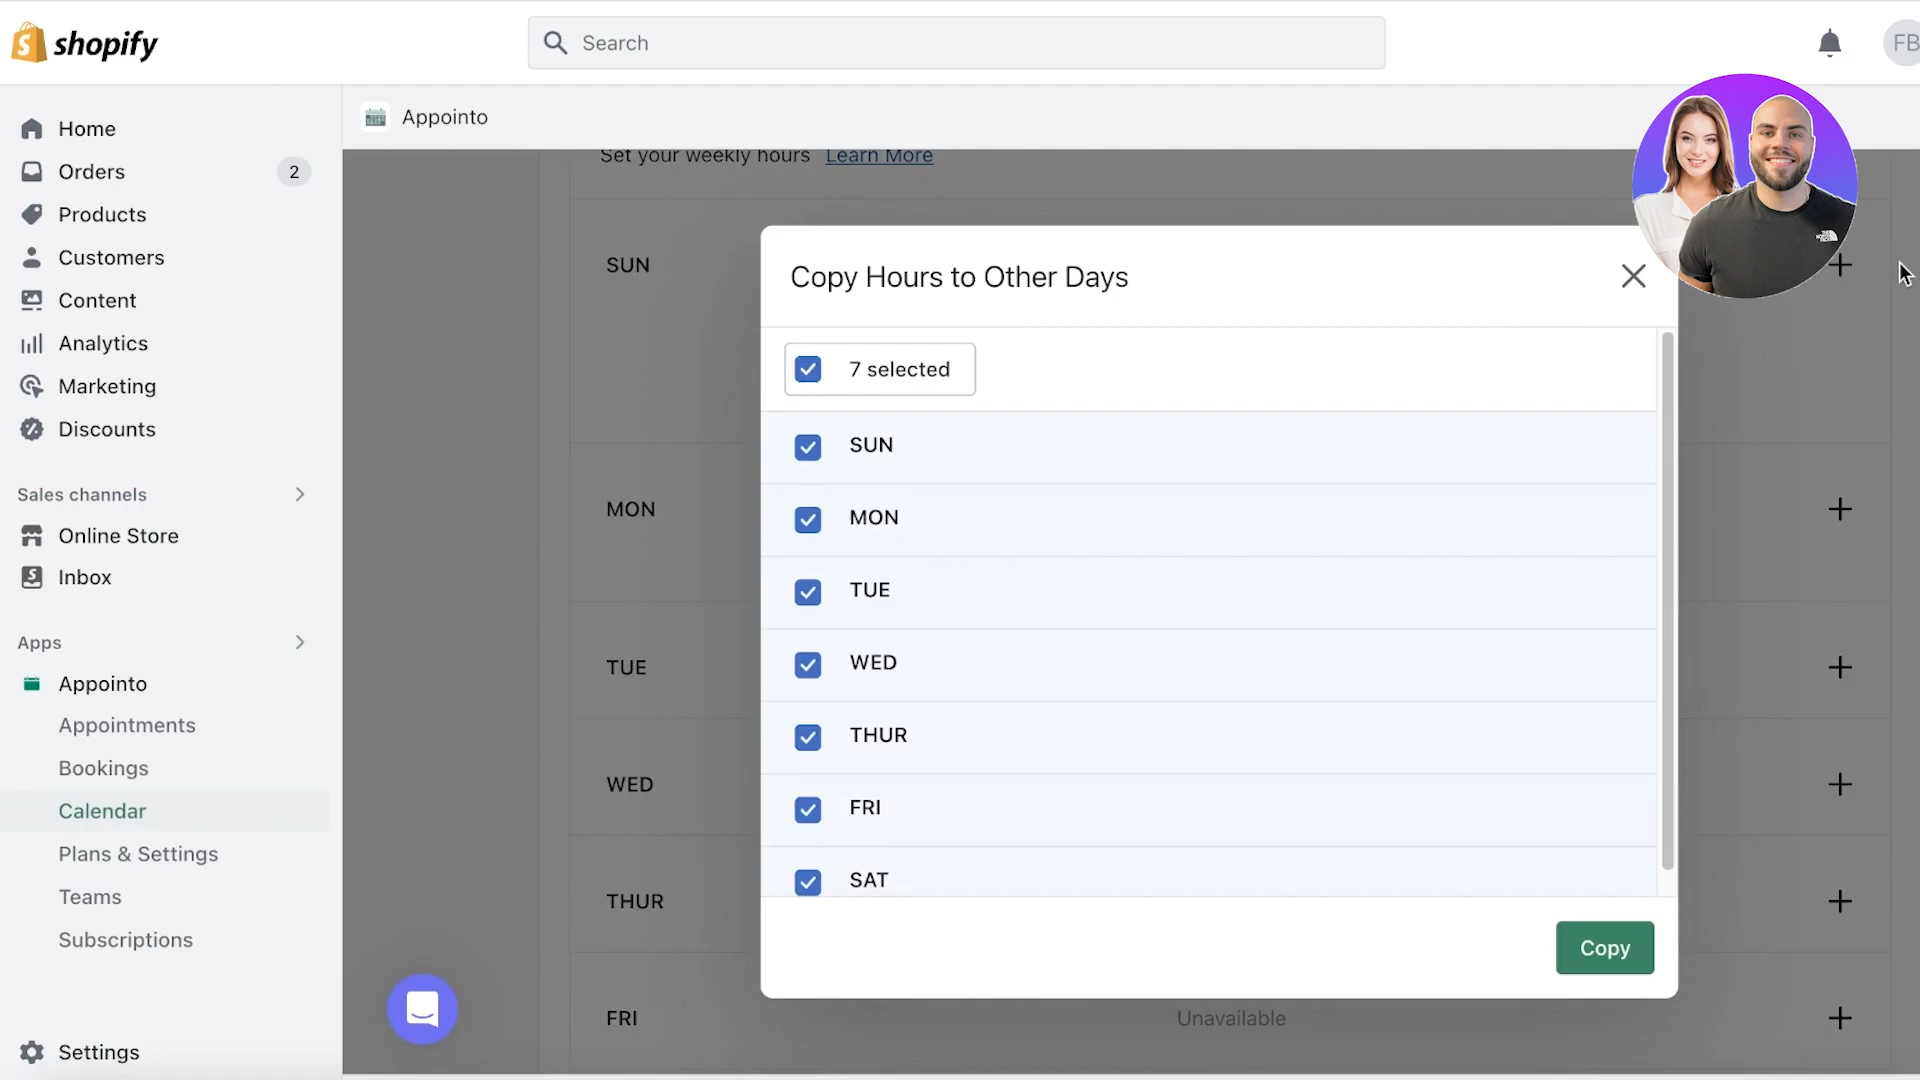 shopify
Search
FB
Home
Orders 2
Products
Customers
Content
Analytics
Marketing
Discounts
Sales channels
Online Store
Inbox
Apps
Appointo
Appointments
Bookings
Calendar
Plans & Settings
Teams
Subscriptions
Settings
Appointo
Set your weekly hours Learn More
SUN
MON
TUE
WED
THUR
FRI
Unavailable
Copy Hours to Other Days
7 selected
SUN
MON
TUE
WED
THUR
FRI
SAT
Copy